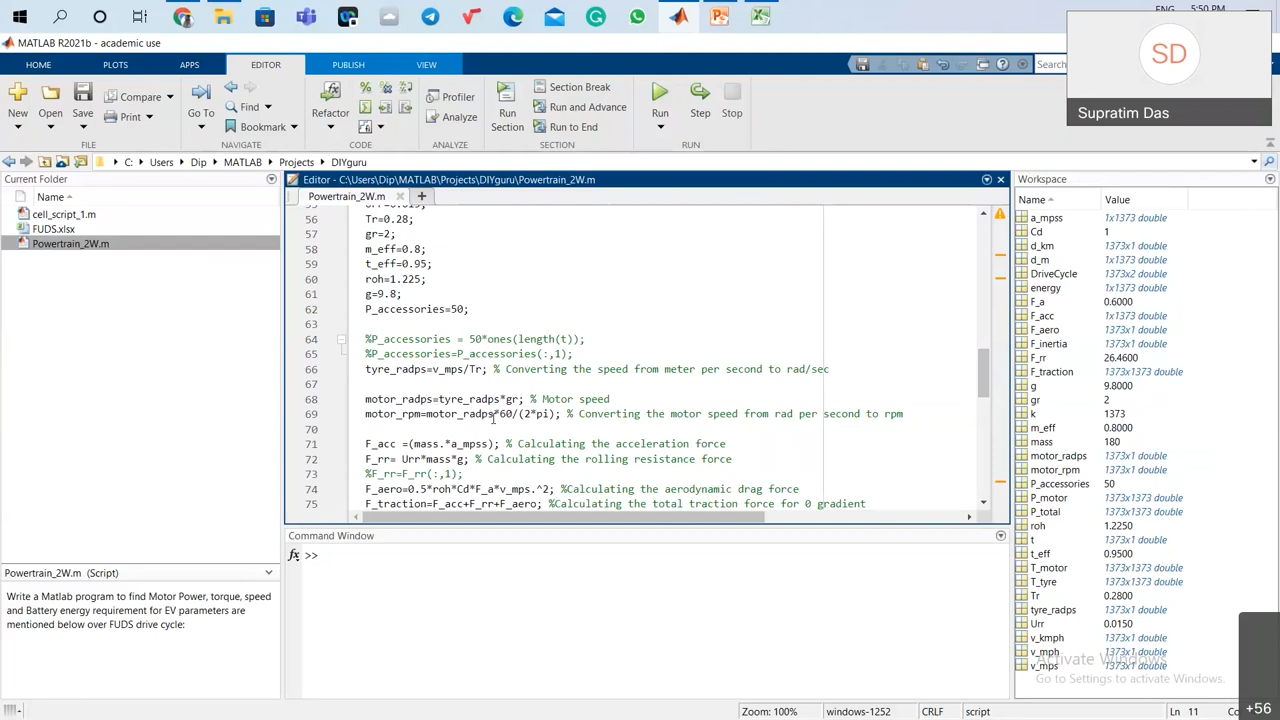 ENG
5:50 PM
MATLAB R2021b - academic use
HOME PLOTS APPS EDITOR PUBLISH VIEW
Search
SD
Supratim Das
New Open Save Compare Print
Go To Find Bookmark
Refactor
Profiler Analyze
Run Section
Section Break
Run and Advance
Run to End
Run Step Stop
FILE NAVIGATE CODE ANALYZE SECTION RUN
C: Users Dip MATLAB Projects DIYguru
Current Folder
Name
cell_script_1.m
FUDS.xlsx
Powertrain_2W.m
Powertrain_2W.m (Script)
Write a Matlab program to find Motor Power, torque, speed
and Battery energy requirement for EV parameters are
mentioned below over FUDS drive cycle:
Editor - C:\Users\Dip\MATLAB\Projects\DIYguru\Powertrain_2W.m
Powertrain_2W.m
56 Tr=0.28;
57 gr=2;
58 m_eff=0.8;
59 t_eff=0.95;
60 roh=1.225;
61 g=9.8;
62 P_accessories=50;
63
64 %P_accessories = 50*ones(length(t));
65 %P_accessories=P_accessories(:,1);
66 tyre_radps=v_mps/Tr; % Converting the speed from meter per second to rad/sec
67
68 motor_radps=tyre_radps*gr; % Motor speed
69 motor_rpm=motor_radps*60/(2*pi); % Converting the motor speed from rad per second to rpm
70
71 F_acc =(mass.*a_mpss); % Calculating the acceleration force
72 F_rr= Urr*mass*g; % Calculating the rolling resistance force
73 %F_rr=F_rr(:,1);
74 F_aero=0.5*roh*Cd*F_a*v_mps.^2; %Calculating the aerodynamic drag force
75 F_traction=F_acc+F_rr+F_aero; %Calculating the total traction force for 0 gradient
Command Window
fx >>
Workspace
Name Value
a_mpss 1x1373 double
Cd 1
d_km 1373x1 double
d_m 1x1373 double
DriveCycle 1373x2 double
energy 1x1373 double
F_a 0.6000
F_acc 1x1373 double
F_aero 1373x1 double
F_inertia 1373x1 double
F_rr 26.4600
F_traction 1373x1373 double
g 9.8000
gr 2
k 1373
m_eff 0.8000
mass 180
motor_radps 1373x1 double
motor_rpm 1373x1 double
P_accessories 50
P_motor 1373x1373 double
P_total 1373x1373 double
roh 1.2250
t 1373x1 double
t_eff 0.9500
T_motor 1373x1373 double
T_tyre 1373x1373 double
Tr 0.2800
tyre_radps 1373x1 double
Urr 0.0150
v_kmph 1373x1 double
v_mph 1373x1 double
v_mps 1373x1 double
Activate Windows
Go to Settings to activate Windows.
Zoom: 100% windows-1252 CRLF script Ln 11
+56